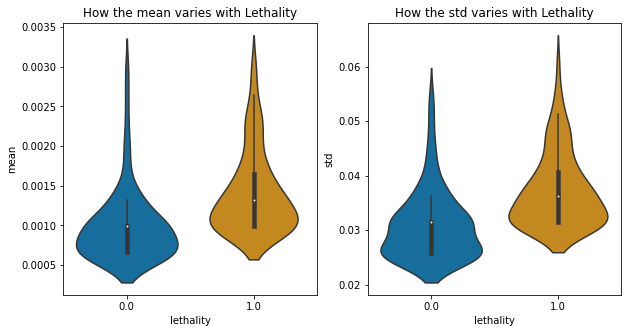 How the mean varies with Lethality
0.0035
0.0030
0.0025
0.0020
0.0015
0.0010
0.0005
mean
0.0
1.0
lethality
How the std varies with Lethality
0.06
0.05
0.04
0.03
0.02
std
0.0
1.0
lethality